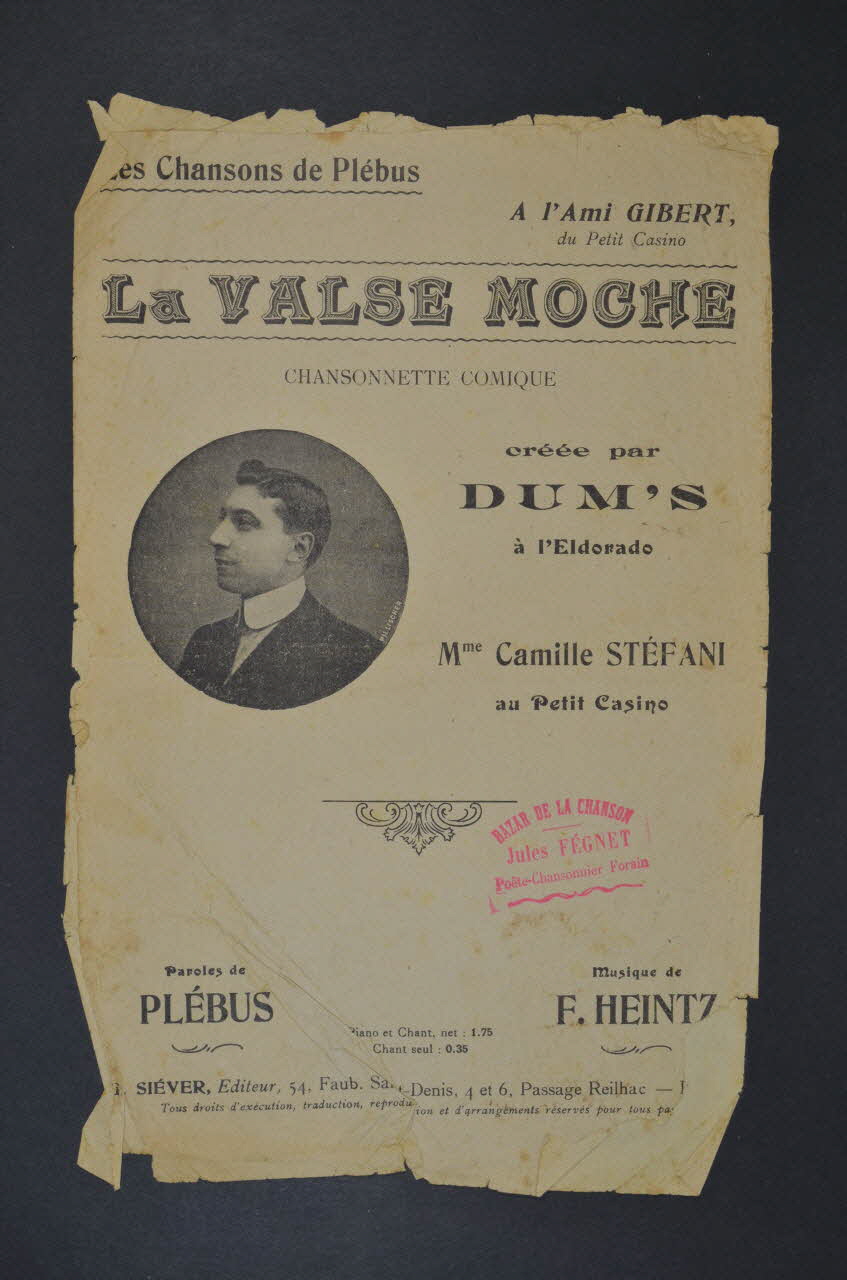 es Chansons de Plébus
A l'Ami GIBERT,
du Petit Casino
La VALSE MOCHE
CHANSONNETTE COMIQUE
créée par
DUM'S
à l'Eldorado
PILLISCHER
Mme Camille STÉFANI
au Petit Casino
BAZAR DE LA CHANSON
Jules FÉGNET
Poête-Chansonnier Forain
Paroles de
PLÉBUS
Musique de
F. HEINTZ
Piano et Chant, net : 1.75
Chant seul : 0.35
SIÉVER, Editeur, 54, Faub. Sa Denis, 4 et 6, Passage Reilhac —
Tous droits d'exécution, traduction, reprodu ion et d'arrangements réservés pour tous pa